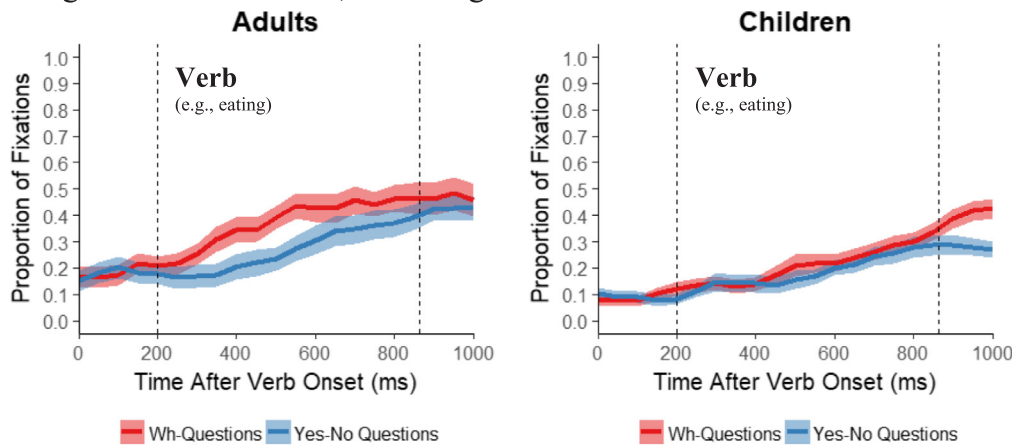 Adults
Children
Verb
(e.g., eating)
Verb
(e.g., eating)
Proportion of Fixations
1.0
0.9
0.8
0.7
0.6
0.5
0.4
0.3
0.2
0.1
0.0
0 200 400 600 800 1000
Time After Verb Onset (ms)
Wh-Questions Yes-No Questions
Proportion of Fixations
1.0
0.9
0.8
0.7
0.6
0.5
0.4
0.3
0.2
0.1
0.0
0 200 400 600 800 1000
Time After Verb Onset (ms)
Wh-Questions Yes-No Questions